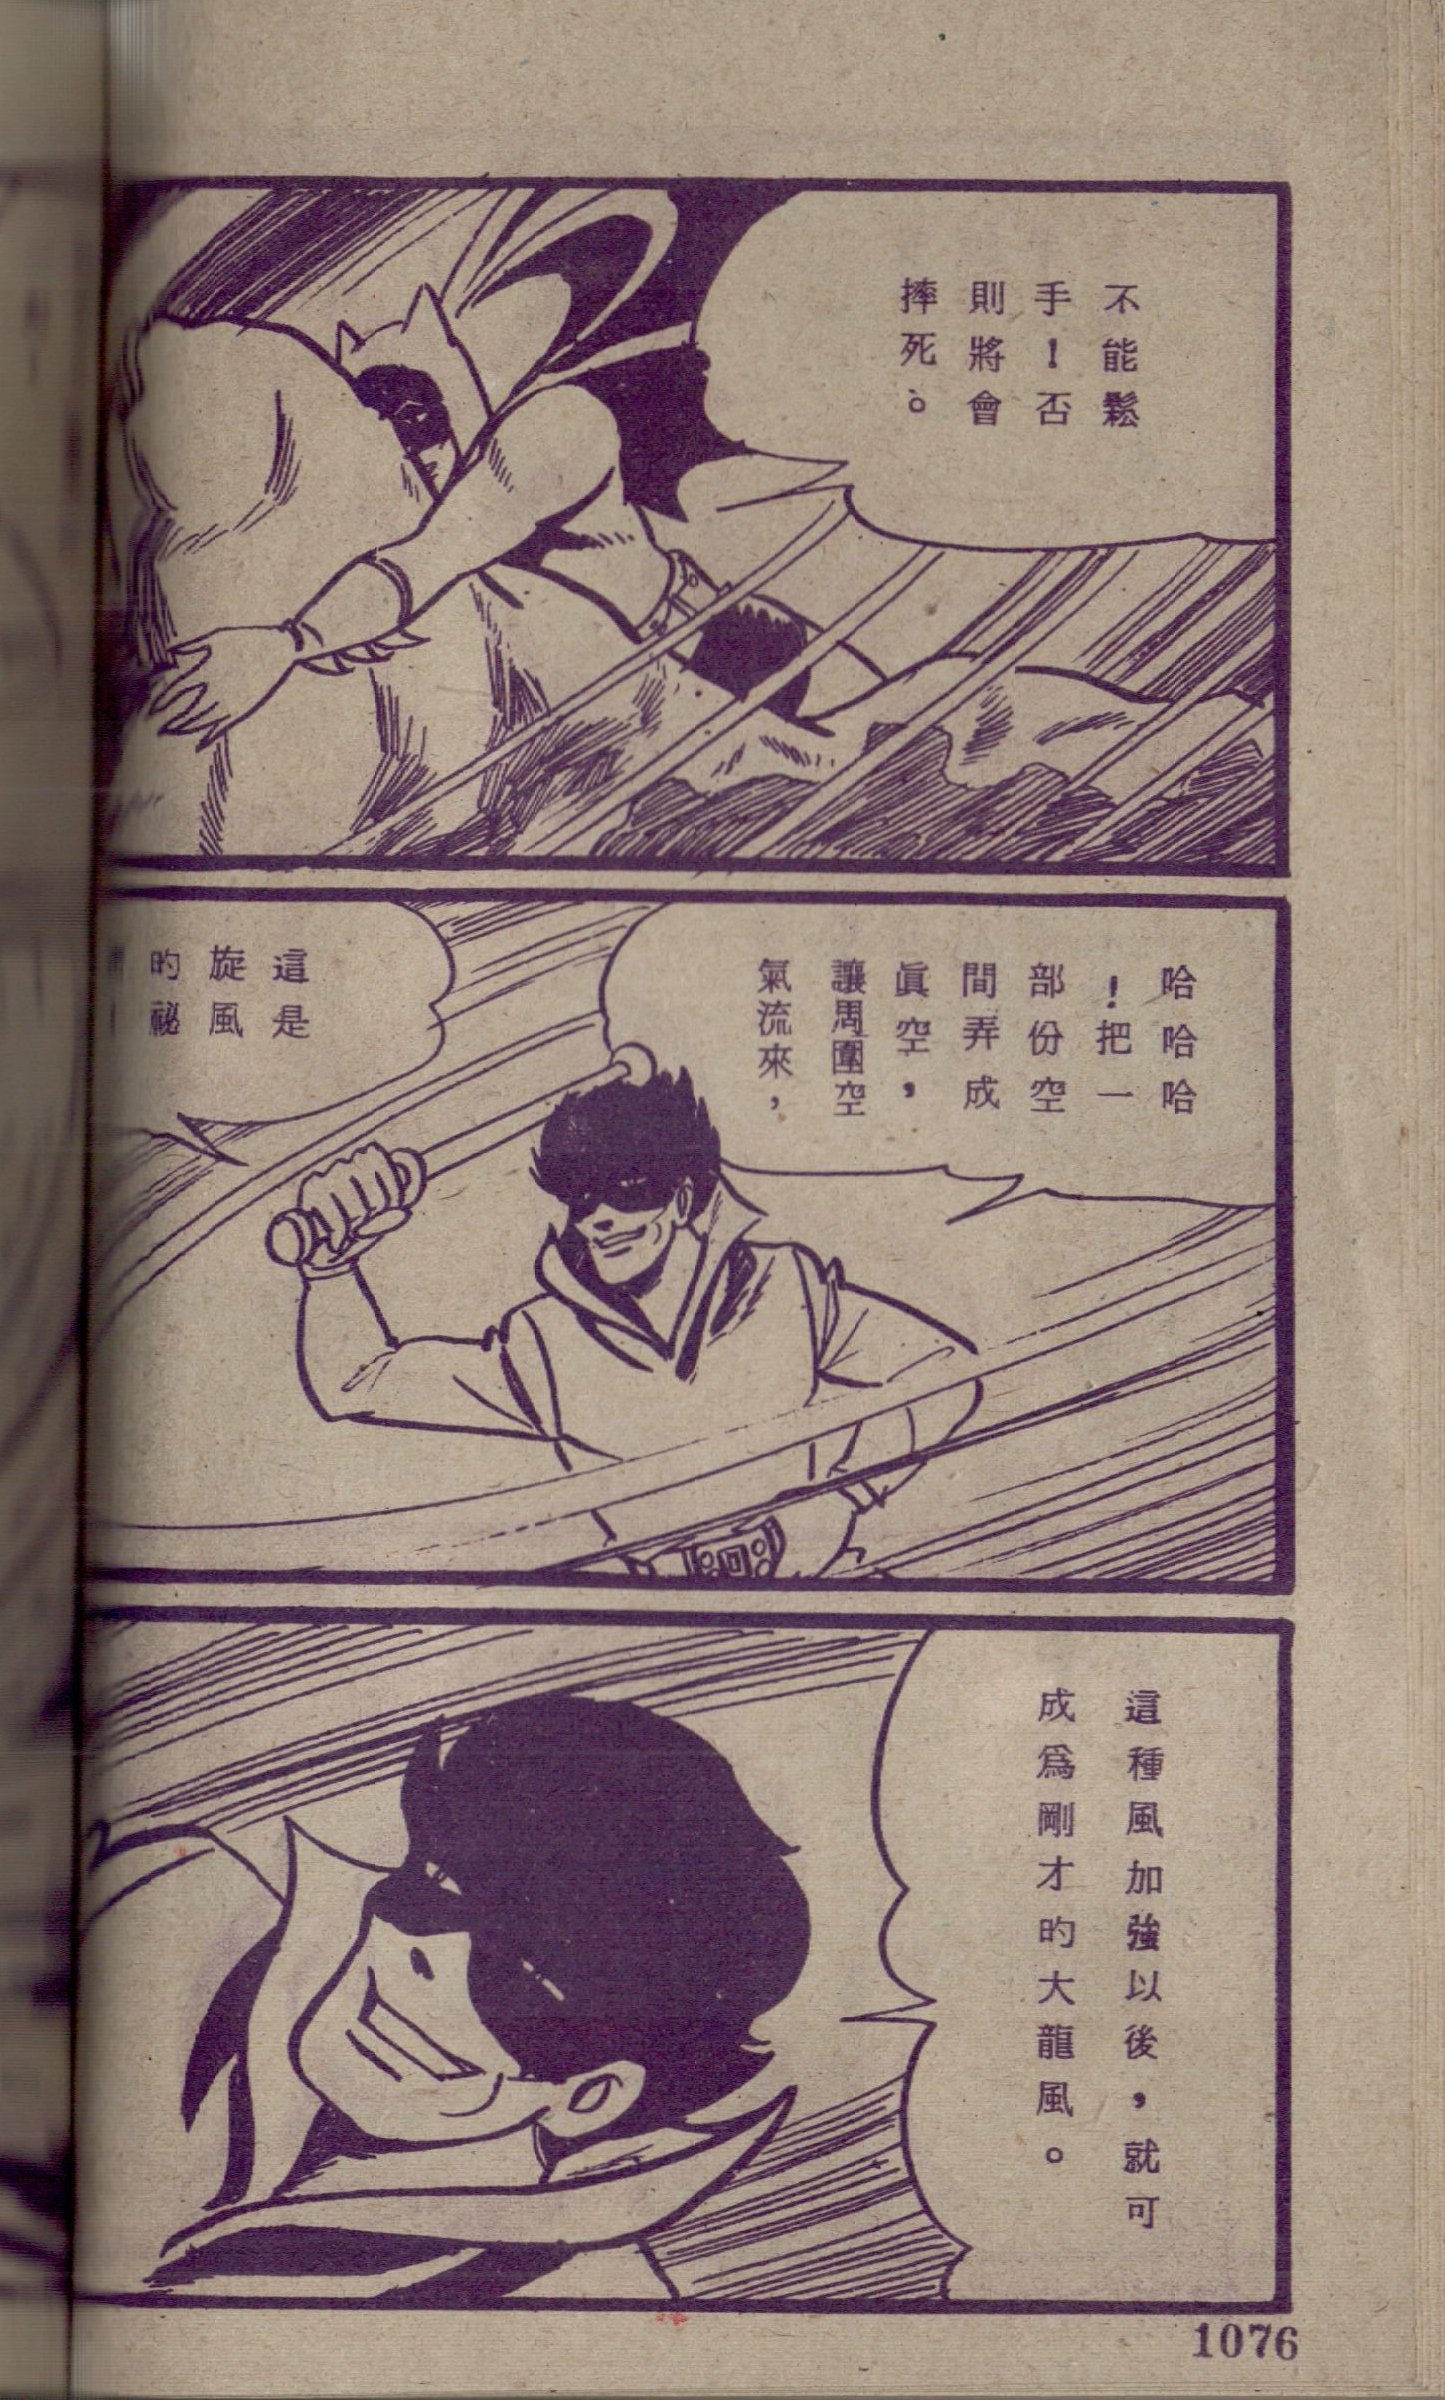 不能鬆
手！否
則將會
摔死。
哈哈哈
！把一
部份空
間弄成
眞空，
讓周圍空
氣流來，
這是
旋風
的祕
這種風加強以後，就可
成爲剛才的大龍風。
1076